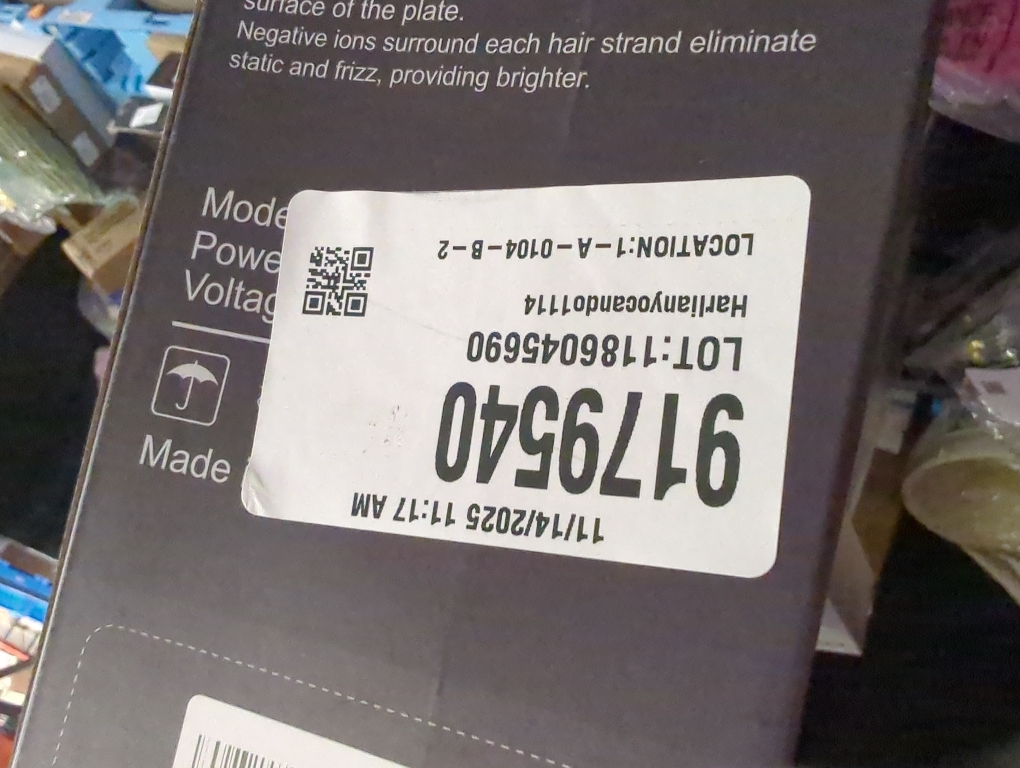 surface of the plate.
Negative ions surround each hair strand eliminate
static and frizz, providing brighter.
Mode
Powe
Voltag
Made
11/14/2025 11:17 AM
9179540
LOT:1186045690
Harlianyocando1114
LOCATION:1-A-0104-B-2